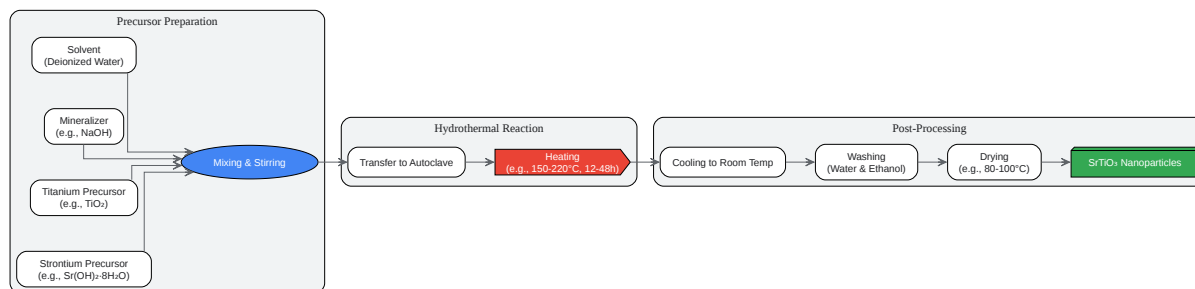 Precursor Preparation
Solvent
(Deionized Water)
Mineralizer
(e.g., NaOH)
Mixing & Stirring
Titanium Precursor
(e.g., TiO₂)
Strontium Precursor
(e.g., Sr(OH)₂·8H₂O)
Hydrothermal Reaction
Transfer to Autoclave
Heating
(e.g., 150-220°C, 12-48h)
Post-Processing
Cooling to Room Temp
Washing
(Water & Ethanol)
Drying
(e.g., 80-100°C)
SrTiO₃ Nanoparticles